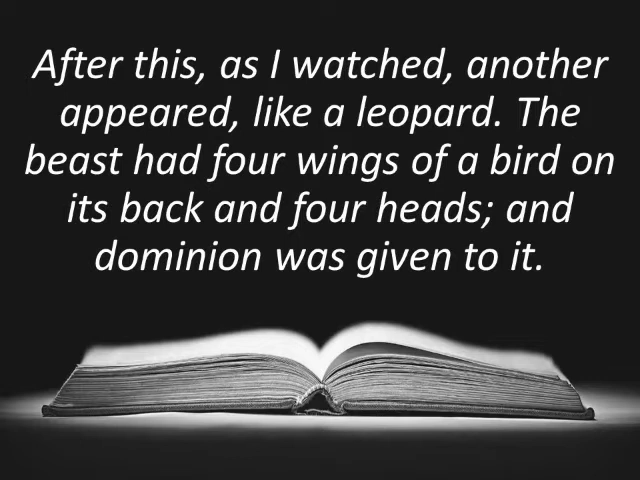 After this, as I watched, another
appeared, like a leopard. The
beast had four wings of a bird on
its back and four heads; and
dominion was given to it.